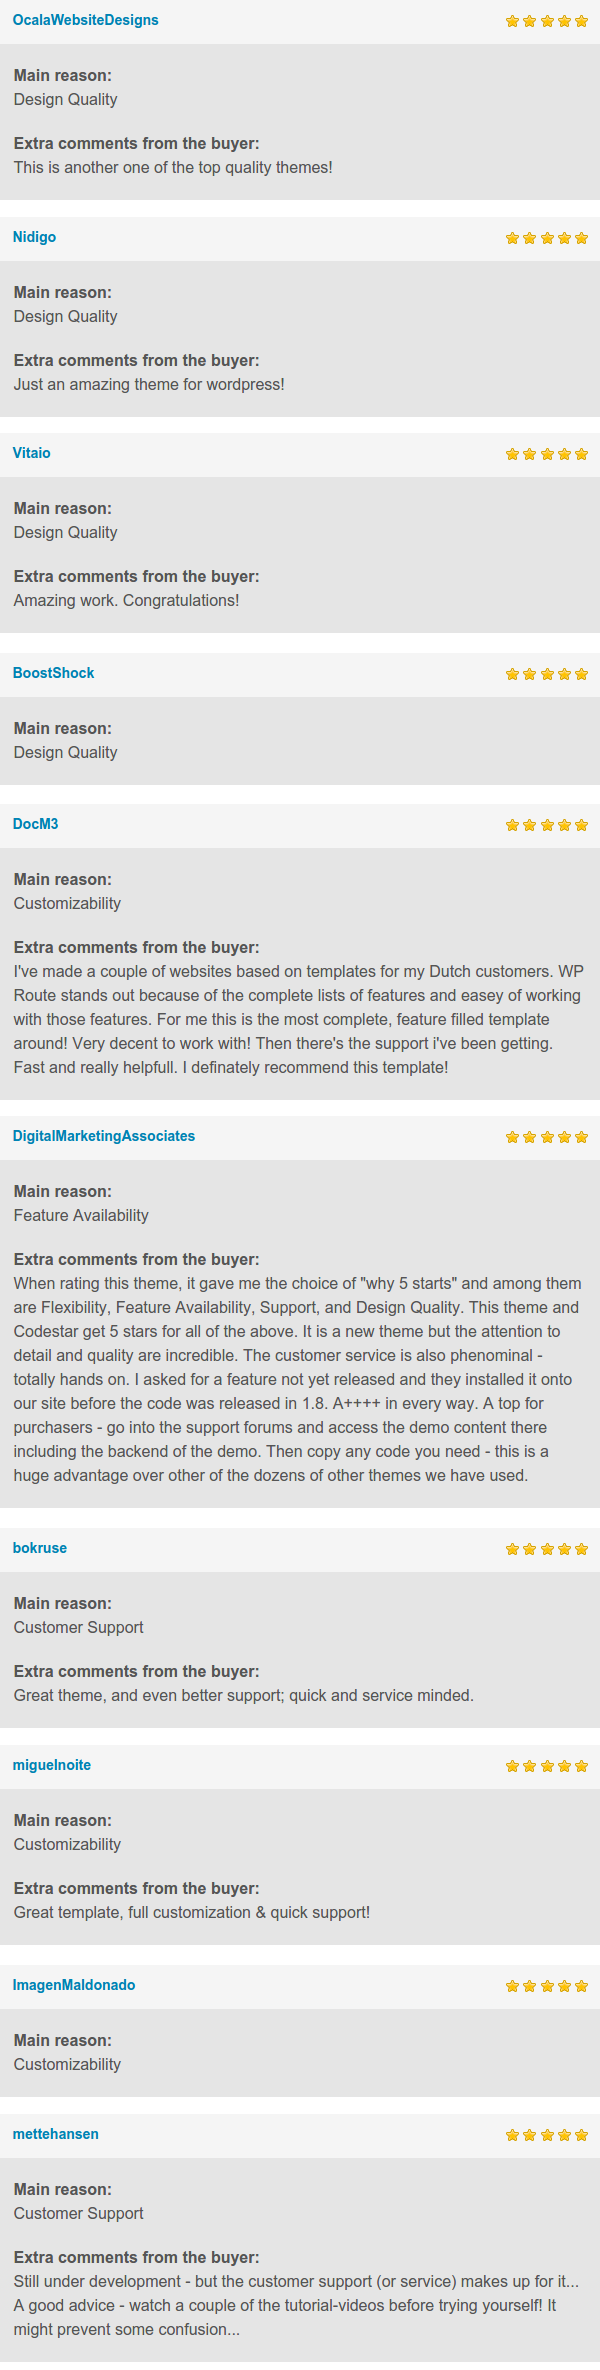 OcalaWebsiteDesigns
Main reason:
Design Quality
Extra comments from the buyer:
This is another one of the top quality themes!
Nidigo
Main reason:
Design Quality
Extra comments from the buyer:
Just an amazing theme for wordpress!
Vitaio
Main reason:
Design Quality
Extra comments from the buyer:
Amazing work. Congratulations!
BoostShock
Main reason:
Design Quality
DocM3
Main reason:
Customizability
Extra comments from the buyer:
I've made a couple of websites based on templates for my Dutch customers. WP
Route stands out because of the complete lists of features and easey of working
with those features. For me this is the most complete, feature filled template
around! Very decent to work with! Then there's the support i've been getting.
Fast and really helpfull. I definately recommend this template!
DigitalMarketingAssociates
Main reason:
Feature Availability
Extra comments from the buyer:
When rating this theme, it gave me the choice of "why 5 starts" and among them
are Flexibility, Feature Availability, Support, and Design Quality. This theme and
Codestar get 5 stars for all of the above. It is a new theme but the attention to
detail and quality are incredible. The customer service is also phenominal -
totally hands on. I asked for a feature not yet released and they installed it onto
our site before the code was released in 1.8. A++++ in every way. A top for
purchasers - go into the support forums and access the demo content there
including the backend of the demo. Then copy any code you need - this is a
huge advantage over other of the dozens of other themes we have used.
bokruse
Main reason:
Customer Support
Extra comments from the buyer:
Great theme, and even better support; quick and service minded.
miguelnoite
Main reason:
Customizability
Extra comments from the buyer:
Great template, full customization & quick support!
ImagenMaldonado
Main reason:
Customizability
mettehansen
Main reason:
Customer Support
Extra comments from the buyer:
Still under development - but the customer support (or service) makes up for it...
A good advice - watch a couple of the tutorial-videos before trying yourself! It
might prevent some confusion...